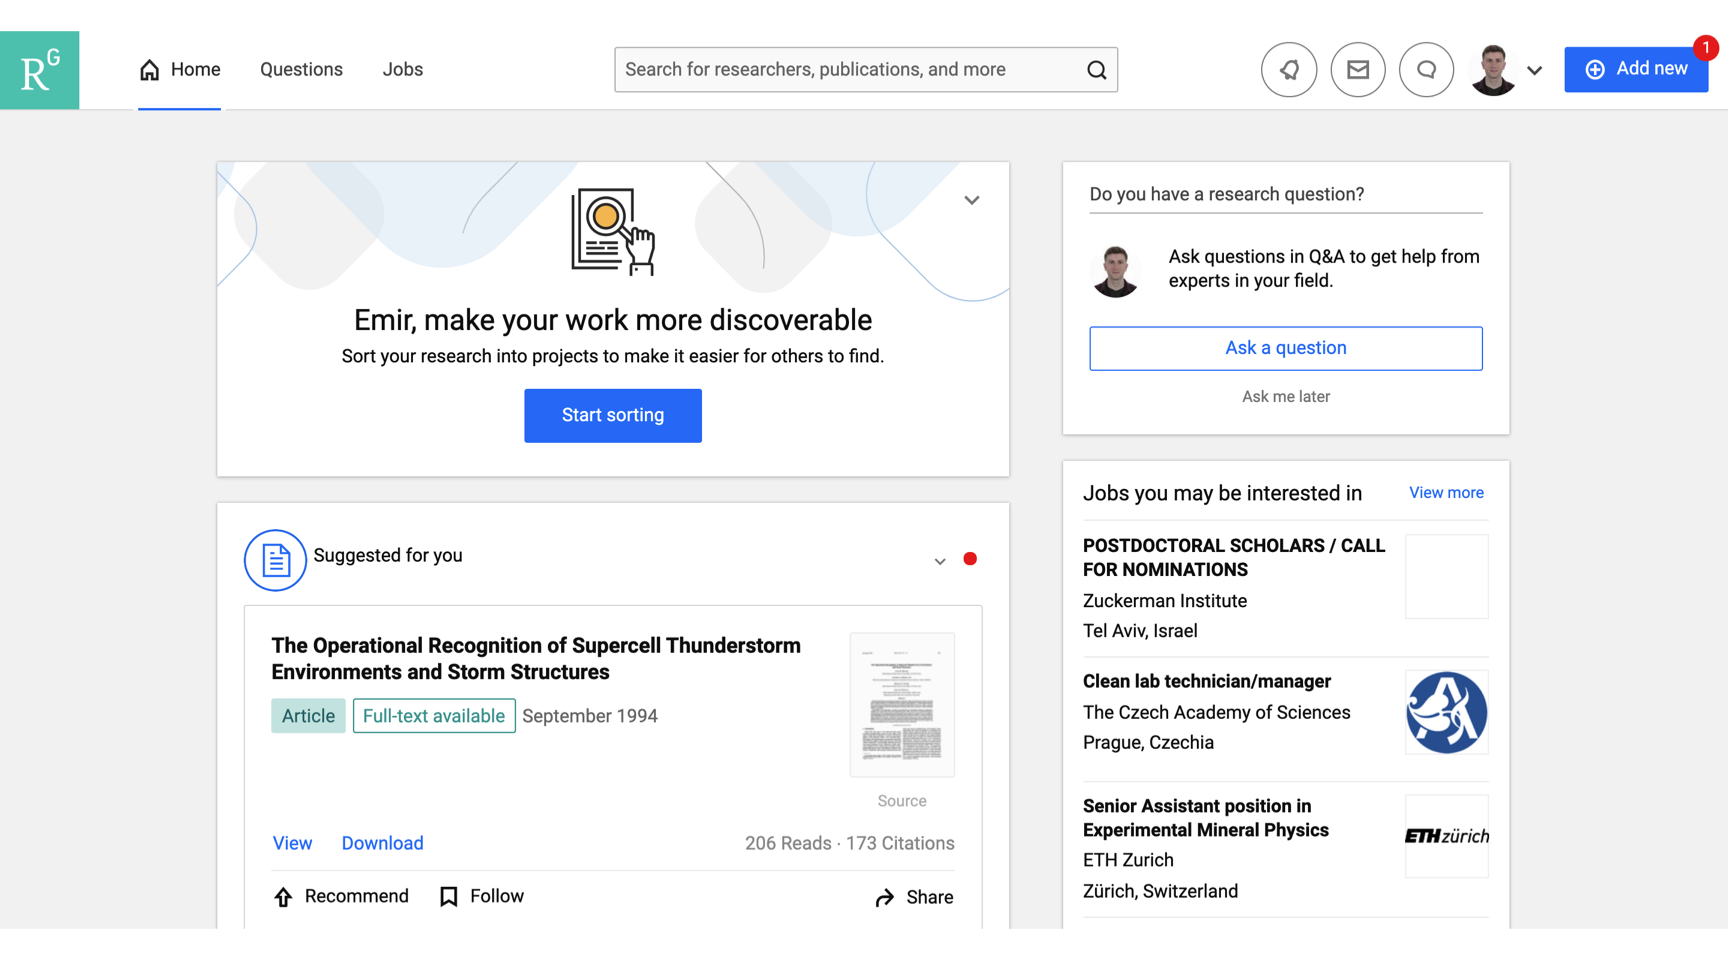 RG
Home
Questions
Jobs
Search for researchers, publications, and more
1
Add new
Emir, make your work more discoverable
Sort your research into projects to make it easier for others to find.
Start sorting
Do you have a research question?
Ask questions in Q&A to get help from
experts in your field.
Ask a question
Ask me later
Suggested for you
The Operational Recognition of Supercell Thunderstorm
Environments and Storm Structures
Article
Full-text available
September 1994
Source
View
Download
206 Reads · 173 Citations
Recommend
Follow
Share
Jobs you may be interested in
View more
POSTDOCTORAL SCHOLARS / CALL
FOR NOMINATIONS
Zuckerman Institute
Tel Aviv, Israel
Clean lab technician/manager
The Czech Academy of Sciences
Prague, Czechia
Senior Assistant position in
Experimental Mineral Physics
ETH Zurich
Zürich, Switzerland
ETH zürich